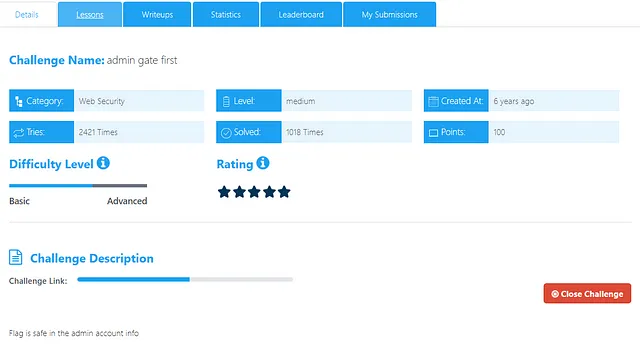 Details Lessons Writeups Statistics Leaderboard My Submissions
Challenge Name: admin gate first
Category: Web Security Level: medium Created At: 6 years ago
Tries: 2421 Times Solved: 1018 Times Points: 100
Difficulty Level Rating
Basic Advanced
Challenge Description
Challenge Link:
Close Challenge
Flag is safe in the admin account info